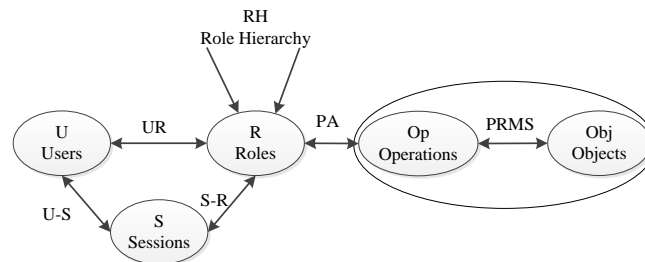 RH
Role Hierarchy
U
Users
UR
R
Roles
PA
Op
Operations
PRMS
Obj
Objects
U-S
S-R
S
Sessions